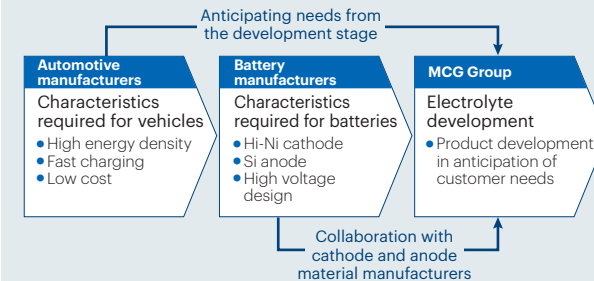 Anticipating needs from
the development stage
Automotive
manufacturers
Characteristics
required for vehicles
• High energy density
• Fast charging
• Low cost
Battery
manufacturers
Characteristics
required for batteries
• Hi-Ni cathode
• Si anode
• High voltage
design
MCG Group
Electrolyte
development
• Product development
in anticipation of
customer needs
Collaboration with
cathode and anode
material manufacturers